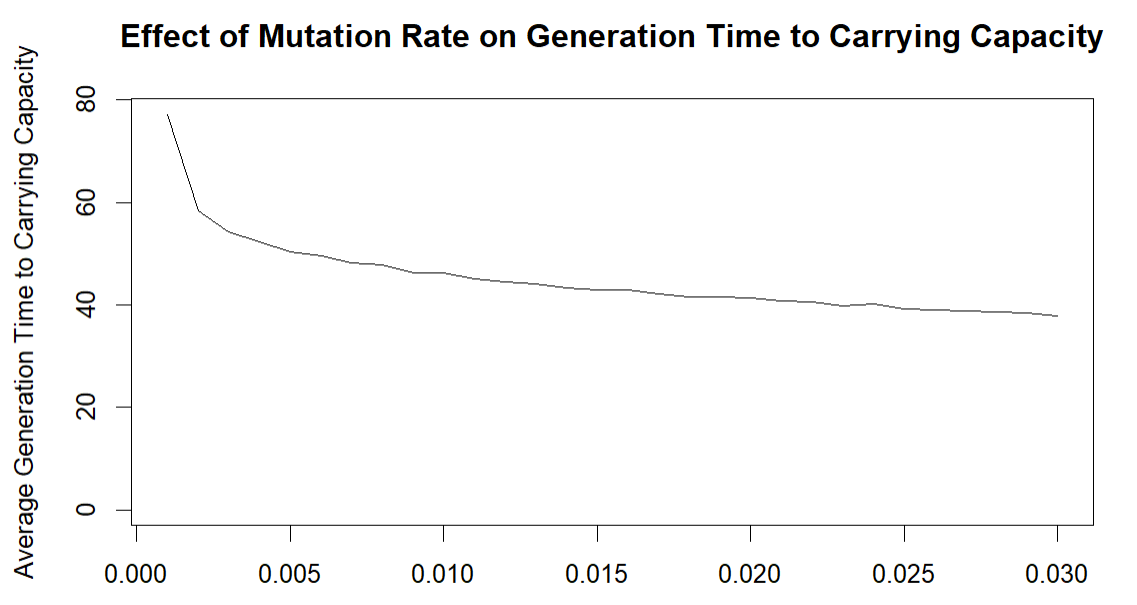 Effect of Mutation Rate on Generation Time to Carrying Capacity
Average Generation Time to Carrying Capacity
80
60
40
20
0
0.000 0.005 0.010 0.015 0.020 0.025 0.030